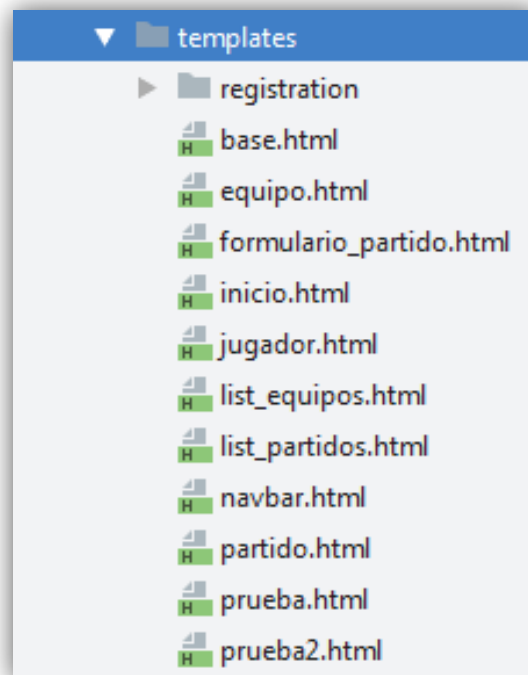 templates
registration
H base.html
H equipo.html
H formulario_partido.html
H inicio.html
H jugador.html
H list_equipos.html
H list_partidos.html
H navbar.html
H partido.html
H prueba.html
H prueba2.html